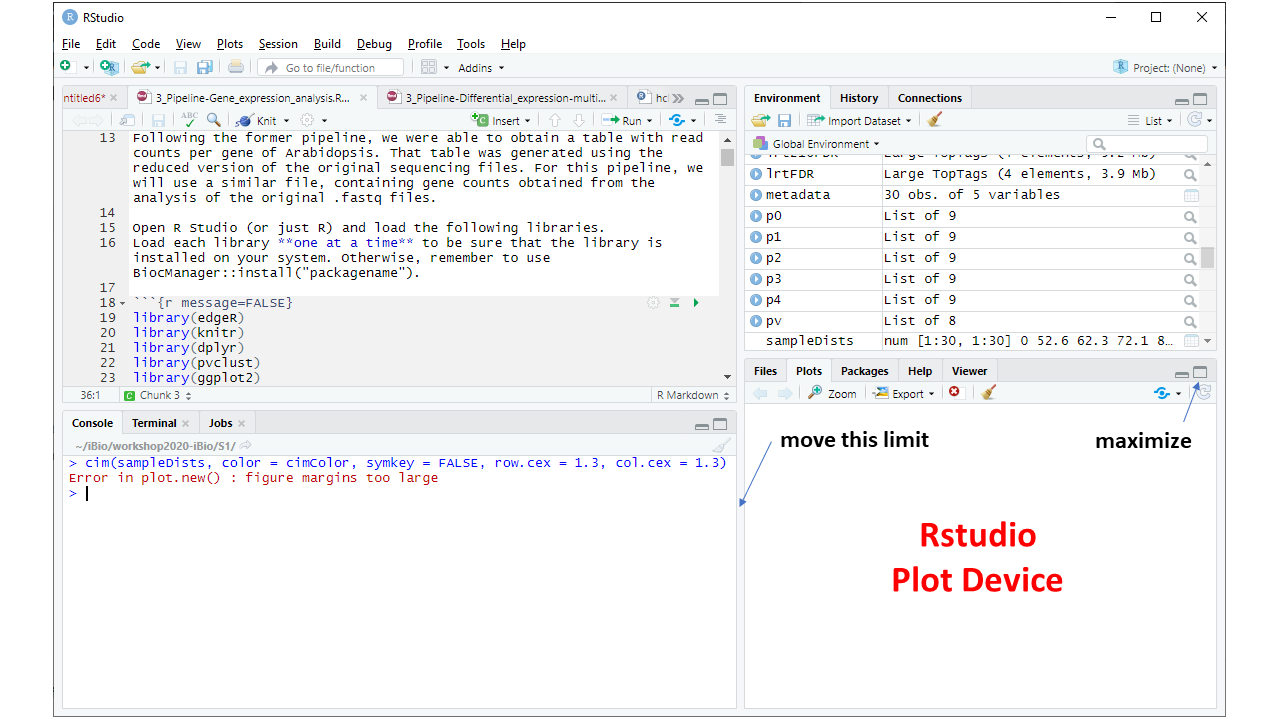 RStudio
File Edit Code View Plots Session Build Debug Profile Tools Help
Go to file/function
Addins
Project: (None)
ntitled6*
3_Pipeline-Gene_expression_analysis.R...
3_Pipeline-Differential_expression-multi...
hcl
Knit Insert Run
13 Following the former pipeline, we were able to obtain a table with read
counts per gene of Arabidopsis. That table was generated using the
reduced version of the original sequencing files. For this pipeline, we
will use a similar file, containing gene counts obtained from the
analysis of the original .fastq files.
14
15 Open R Studio (or just R) and load the following libraries.
16 Load each library **one at a time** to be sure that the library is
installed on your system. Otherwise, remember to use
BiocManager::install("packagename").
17
18 ```{r message=FALSE}
19 library(edgeR)
20 library(knitr)
21 library(dplyr)
22 library(pvclust)
23 library(ggplot2)
36:1 Chunk 3 R Markdown
Console Terminal Jobs
~/iBio/workshop2020-iBio/S1/
> cim(sampleDists, color = cimColor, symkey = FALSE, row.cex = 1.3, col.cex = 1.3)
Error in plot.new() : figure margins too large
>
Environment History Connections
Import Dataset List
Global Environment
lrtFDR Large TopTags (4 elements, 3.9 Mb)
metadata 30 obs. of 5 variables
p0 List of 9
p1 List of 9
p2 List of 9
p3 List of 9
p4 List of 9
pv List of 8
sampleDists num [1:30, 1:30] 0 52.6 62.3 72.1 8...
Files Plots Packages Help Viewer
Zoom Export
move this limit
maximize
Rstudio
Plot Device